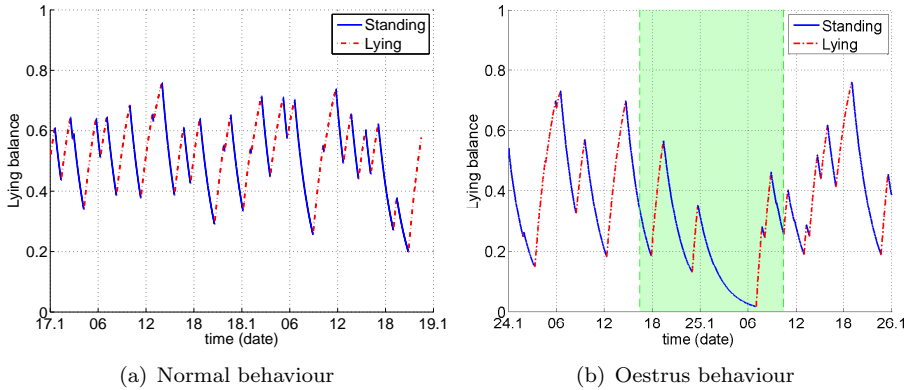 1
0.8
0.6
0.4
0.2
0
Lying balance
Standing
Lying
17.1 06 12 18 18.1 06 12 18 19.1
time (date)
(a) Normal behaviour
1
0.8
0.6
0.4
0.2
0
Lying balance
Standing
Lying
24.1 06 12 18 25.1 06 12 18 26.1
time (date)
(b) Oestrus behaviour